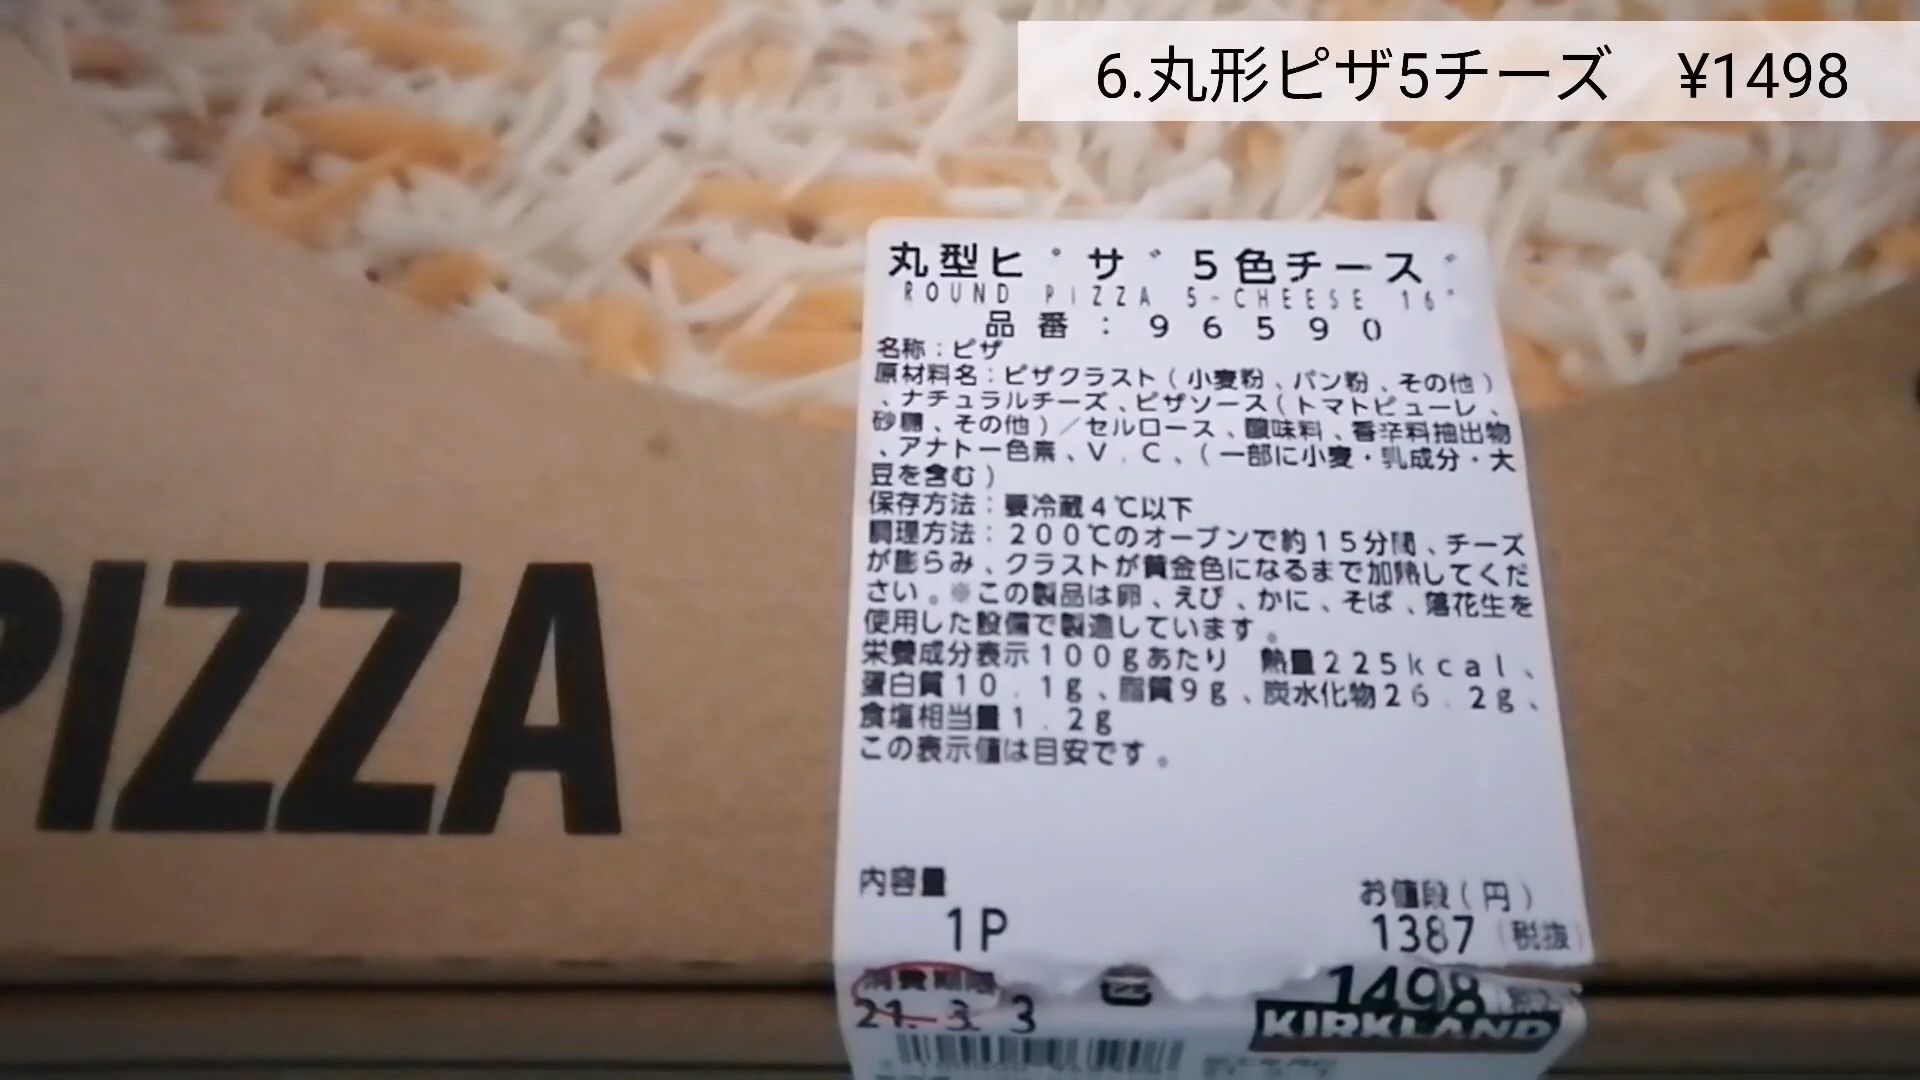 6.丸形ピザ5チーズ　¥1498
丸型ピザ5色チーズ
ROUND PIZZA 5-CHEESE 16"
品番:96590
名称:ピザ
原材料名:ピザクラスト(小麦粉、パン粉、その他)
、ナチュラルチーズ、ピザソース(トマトピューレ、
砂糖、その他)/セルロース、酸味料、香辛料抽出物
、アナトー色素、V.C、(一部に小麦・乳成分・大
豆を含む)
保存方法:要冷蔵4℃以下
調理方法:200℃のオーブンで約15分間、チーズ
が膨らみ、クラストが黄金色になるまで加熱してくだ
さい。※この製品は卵、えび、かに、そば、落花生を
使用した設備で製造しています。
栄養成分表示100gあたり 熱量225kcal、
蛋白質10.1g、脂質9g、炭水化物26.2g、
食塩相当量1.2g
この表示値は目安です。
内容量
1P
お値段(円)
1387(税抜)
1498
消費期限
21.3.3
KIRKLAND
PIZZA